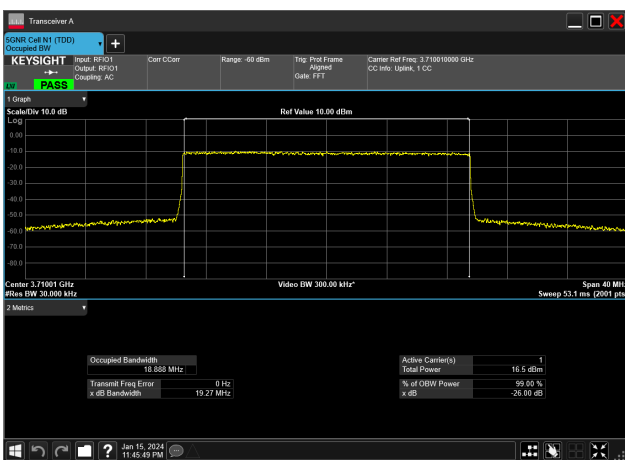 Transceiver A
5GNR Cell N1 (TDD)
Occupied BW
KEYSIGHT
LXI
PASS
Input: RFIO1
Output: RFIO1
Coupling: AC
Corr CCorr
Range: -60 dBm
Trig: Prot Frame
Aligned
Gate: FFT
Carrier Ref Freq: 3.710010000 GHz
CC Info: Uplink, 1 CC
1 Graph
Scale/Div 10.0 dB
Ref Value 10.00 dBm
Log
0.00
-10.0
-20.0
-30.0
-40.0
-50.0
-60.0
-70.0
-80.0
Center 3.71001 GHz
Video BW 300.00 kHz*
Span 40 MHz
#Res BW 30.000 kHz
Sweep 53.1 ms (2001 pts
2 Metrics
Occupied Bandwidth
18.888 MHz
Active Carrier(s) 1
Total Power 16.5 dBm
Transmit Freq Error 0 Hz
x dB Bandwidth 19.27 MHz
% of OBW Power 99.00 %
x dB -26.00 dB
Jan 15, 2024
11:45:49 PM